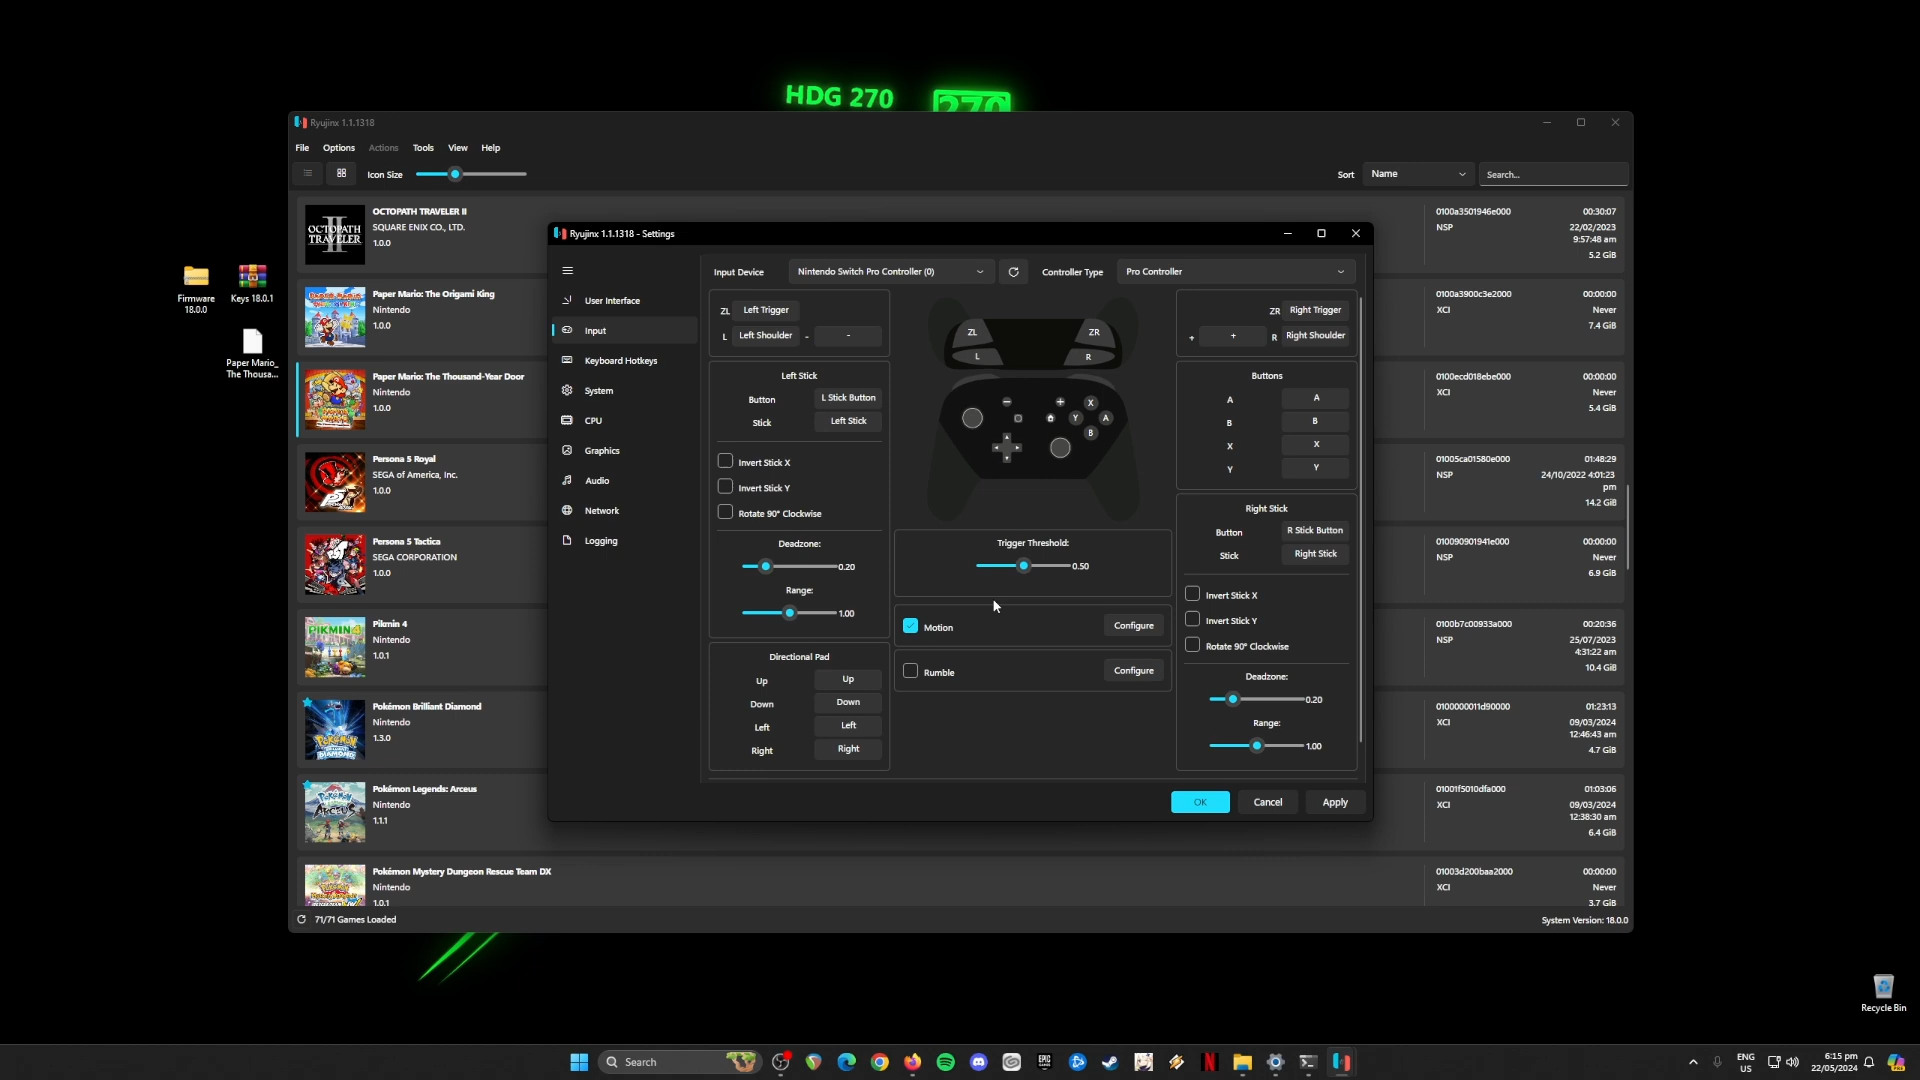 HDG 270
270
Ryujinx 1.1.1318
File Options Actions Tools View Help
Icon Size
Sort Name Search...
Firmware 18.0.0
Keys 18.0.1
Paper Mario_ The Thousa...
OCTOPATH TRAVELER II
SQUARE ENIX CO., LTD.
1.0.0
0100a3501946e000
NSP
00:30:07
22/02/2023
9:57:48 am
5.2 GiB
Paper Mario: The Origami King
Nintendo
1.0.0
0100a3900c3e2000
XCI
00:00:00
Never
7.4 GiB
Paper Mario: The Thousand-Year Door
Nintendo
1.0.0
0100ecd018ebe000
XCI
00:00:00
Never
5.4 GiB
Persona 5 Royal
SEGA of America, Inc.
1.0.0
01005ca01580e000
NSP
01:48:29
24/10/2022 4:01:23
pm
14.2 GiB
Persona 5 Tactica
SEGA CORPORATION
1.0.0
010090901941e000
NSP
00:00:00
Never
6.9 GiB
Pikmin 4
Nintendo
1.0.1
0100b7c00933a000
NSP
00:20:36
25/07/2023
4:31:22 am
10.4 GiB
Pokémon Brilliant Diamond
Nintendo
1.3.0
0100000011d90000
XCI
01:23:13
09/03/2024
12:46:43 am
4.7 GiB
Pokémon Legends: Arceus
Nintendo
1.1.1
01001f5010dfa000
XCI
01:03:06
09/03/2024
12:38:30 am
6.4 GiB
Pokémon Mystery Dungeon Rescue Team DX
Nintendo
1.0.1
01003d200baa2000
XCI
00:00:00
Never
3.7 GiB
71/71 Games Loaded
System Version: 18.0.0
Ryujinx 1.1.1318 - Settings
User Interface
Input
Keyboard Hotkeys
System
CPU
Graphics
Audio
Network
Logging
Input Device Nintendo Switch Pro Controller (0) Controller Type Pro Controller
ZL Left Trigger
L Left Shoulder - -
ZR Right Trigger
+ + R Right Shoulder
Left Stick
Button L Stick Button
Stick Left Stick
Invert Stick X
Invert Stick Y
Rotate 90° Clockwise
Deadzone:
0.20
Range:
1.00
Directional Pad
Up Up
Down Down
Left Left
Right Right
ZL ZR
L R
X
Y A
B
Trigger Threshold:
0.50
Motion Configure
Rumble Configure
Buttons
A A
B B
X X
Y Y
Right Stick
Button R Stick Button
Stick Right Stick
Invert Stick X
Invert Stick Y
Rotate 90° Clockwise
Deadzone:
0.20
Range:
1.00
OK Cancel Apply
Recycle Bin
Search
ENG
US
6:15 pm
22/05/2024